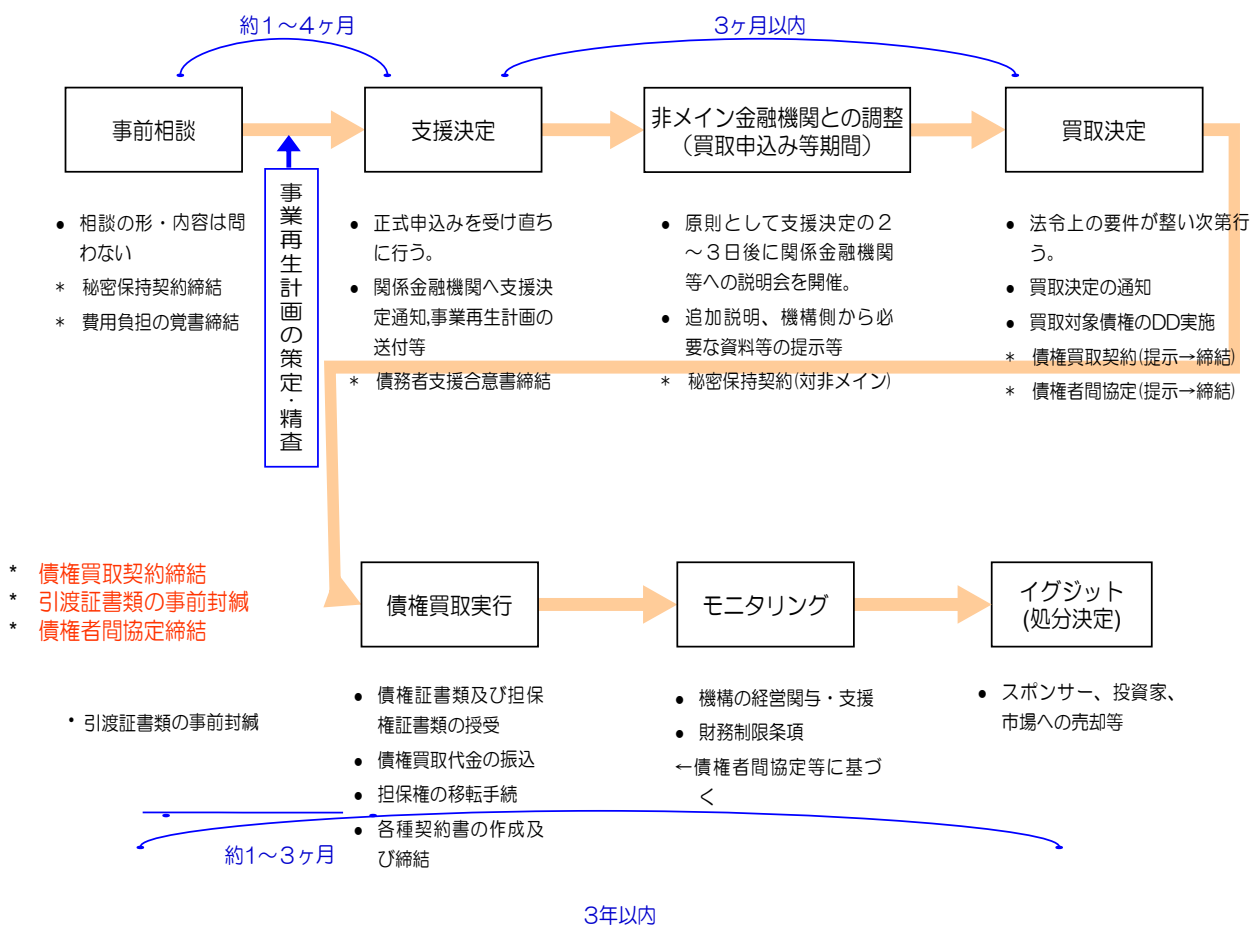 約１～４ヶ月
３ヶ月以内
事前相談
支援決定
非メイン金融機関との調整
（買取申込み等期間）
買取決定
事業再生計画の策定・精査
● 相談の形・内容は問
わない
＊ 秘密保持契約締結
＊ 費用負担の覚書締結
● 正式申込みを受け直ち
に行う。
● 関係金融機関へ支援決
定通知,事業再生計画の
送付等
＊ 債務者支援合意書締結
● 原則として支援決定の２
～３日後に関係金融機関
等への説明会を開催。
● 追加説明、機構側から必
要な資料等の提示等
＊ 秘密保持契約(対非メイン)
● 法令上の要件が整い次第行
う。
● 買取決定の通知
● 買取対象債権のDD実施
＊ 債権買取契約(提示→締結)
＊ 債権者間協定(提示→締結)
* 債権買取契約締結
* 引渡証書類の事前封緘
* 債権者間協定締結
・引渡証書類の事前封緘
債権買取実行
モニタリング
イグジット
(処分決定)
● 債権証書類及び担保
権証書類の授受
● 債権買取代金の振込
● 担保権の移転手続
● 各種契約書の作成及
び締結
● 機構の経営関与・支援
● 財務制限条項
←債権者間協定等に基づ
く
● スポンサー、投資家、
市場への売却等
約1～３ヶ月
3年以内